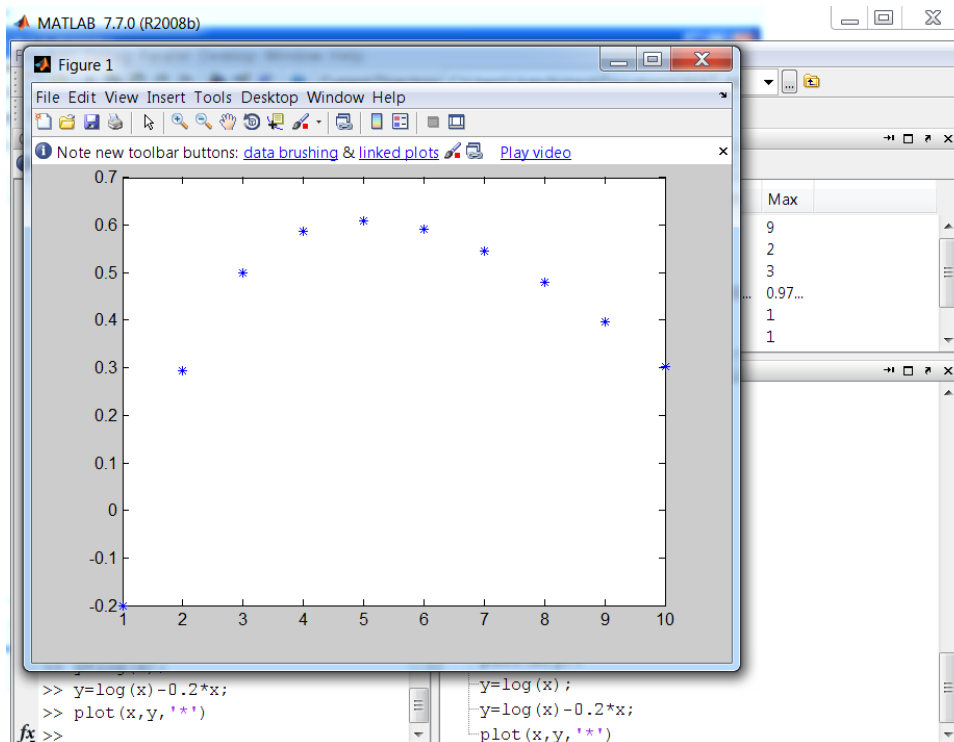 MATLAB 7.7.0 (R2008b)
Figure 1
File Edit View Insert Tools Desktop Window Help
Note new toolbar buttons: data brushing & linked plots Play video
0.7
0.6
0.5
0.4
0.3
0.2
0.1
0
-0.1
-0.2
1 2 3 4 5 6 7 8 9 10
Max
9
2
3
0.97...
1
1
>> y=log(x)-0.2*x;
>> plot(x,y,'*')
fx >>
y=log(x);
y=log(x)-0.2*x;
plot(x,y,'*')